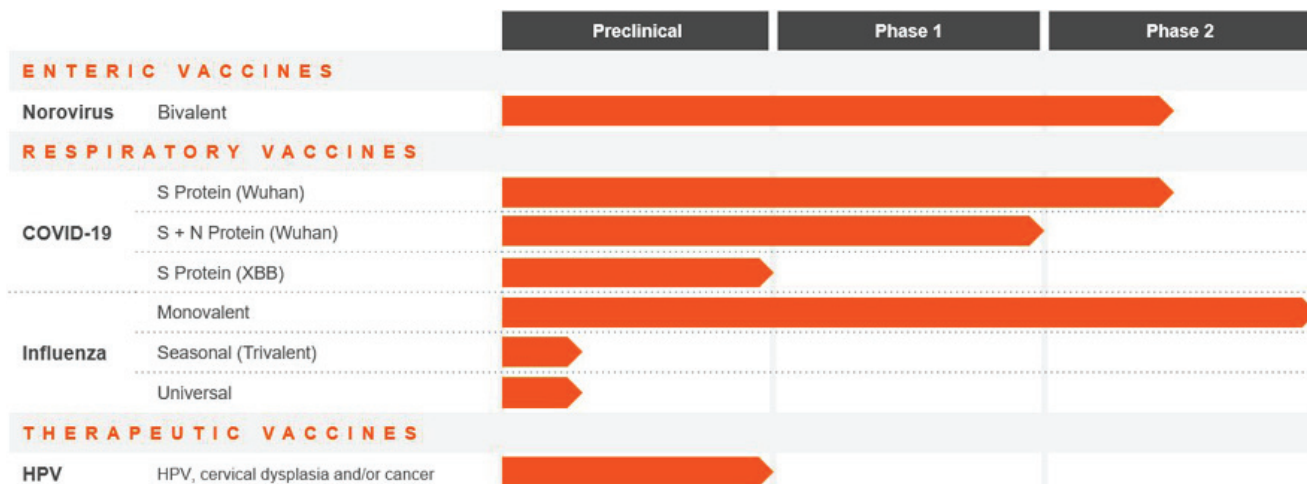 Preclinical Phase 1 Phase 2
ENTERIC VACCINES
Norovirus Bivalent
RESPIRATORY VACCINES
S Protein (Wuhan)
COVID-19 S + N Protein (Wuhan)
S Protein (XBB)
Monovalent
Influenza Seasonal (Trivalent)
Universal
THERAPEUTIC VACCINES
HPV HPV, cervical dysplasia and/or cancer